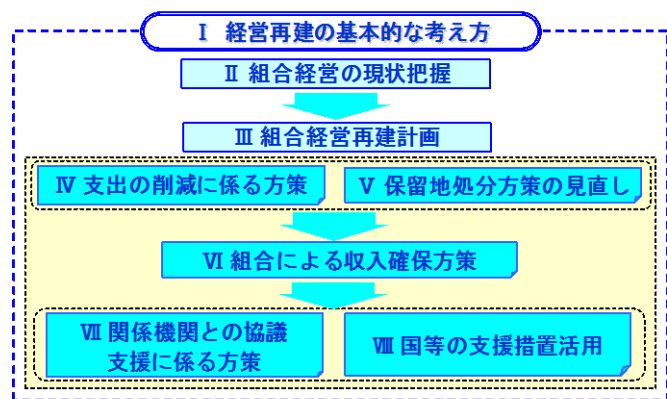 Ⅰ 経営再建の基本的な考え方
Ⅱ 組合経営の現状把握
Ⅲ 組合経営再建計画
Ⅳ 支出の削減に係る方策
Ⅴ 保留地処分方策の見直し
Ⅵ 組合による収入確保方策
Ⅶ 関係機関との協議
支援に係る方策
Ⅷ 国等の支援措置活用